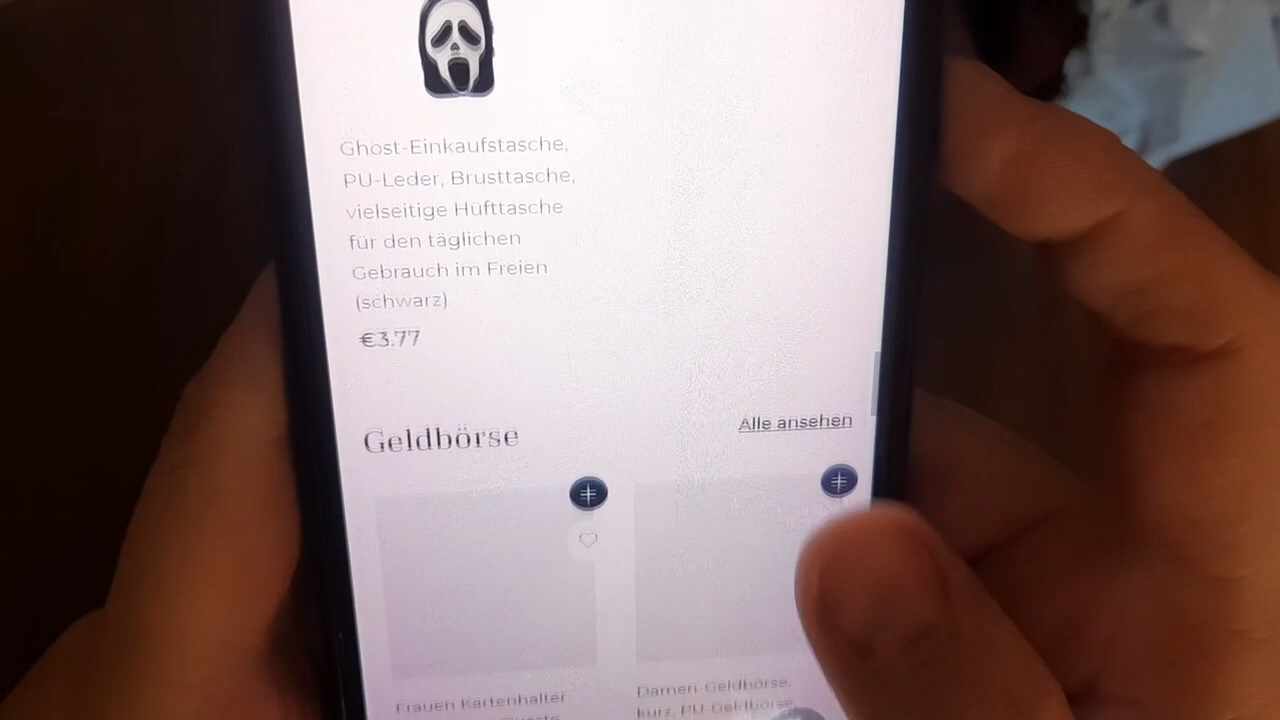 Ghost-Einkaufstasche,
PU-Leder, Brusttasche,
vielseitige Hüfttasche
für den täglichen
Gebrauch im Freien
(schwarz)
€3.77
Geldbörse
Alle ansehen
Frauen Kartenhalter
Damen-Geldbörse,
kurz, PU-Geldbörse,